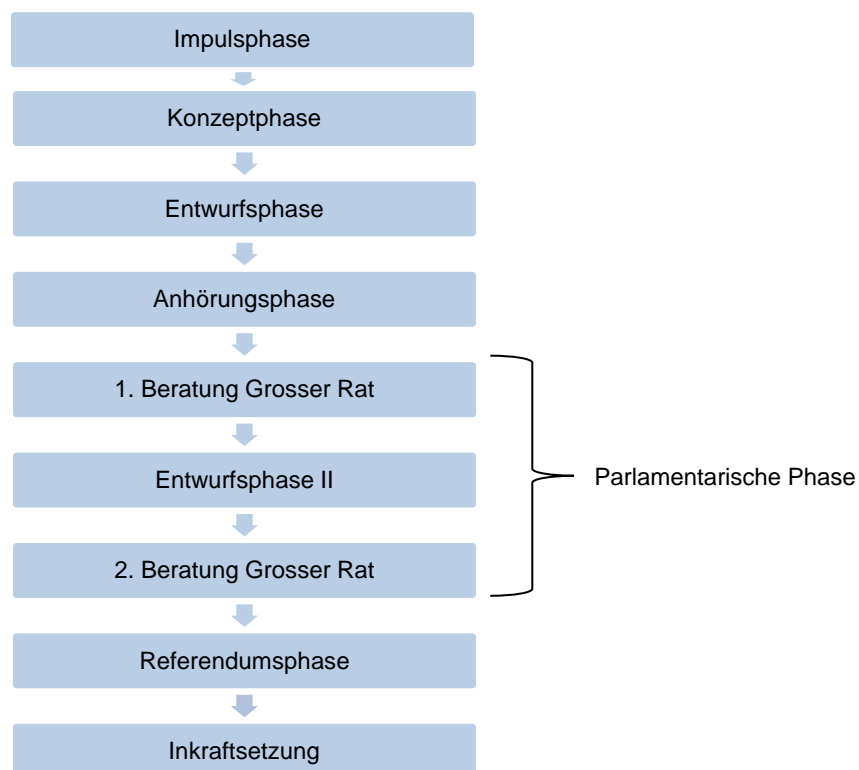 Impulsphase
Konzeptphase
Entwurfsphase
Anhörungsphase
1. Beratung Grosser Rat
Entwurfsphase II
Parlamentarische Phase
2. Beratung Grosser Rat
Referendumsphase
Inkraftsetzung